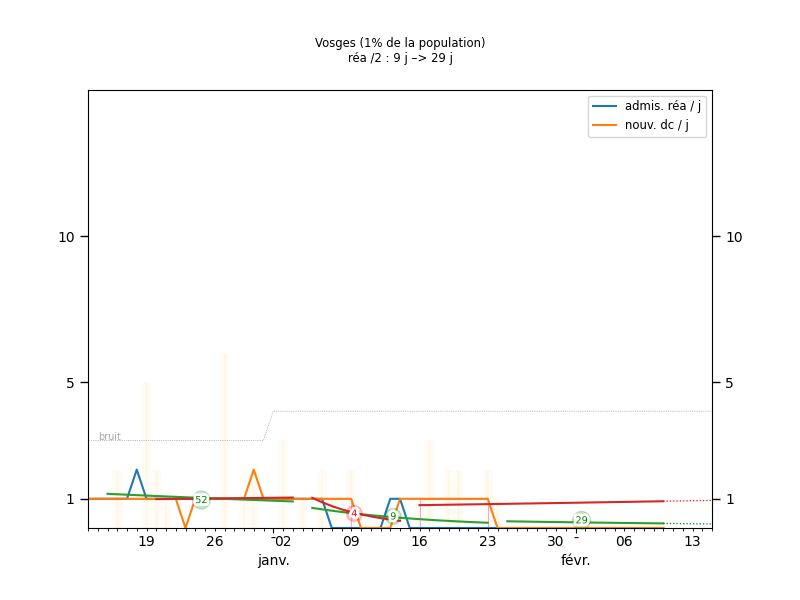 Vosges (1% de la population)
réa /2 : 9 j –> 29 j
admis. réa / j
nouv. dc / j
10 10
5 5
bruit
1 1
52 4 9 29
19 26 02 09 16 23 30 06 13
janv. févr.